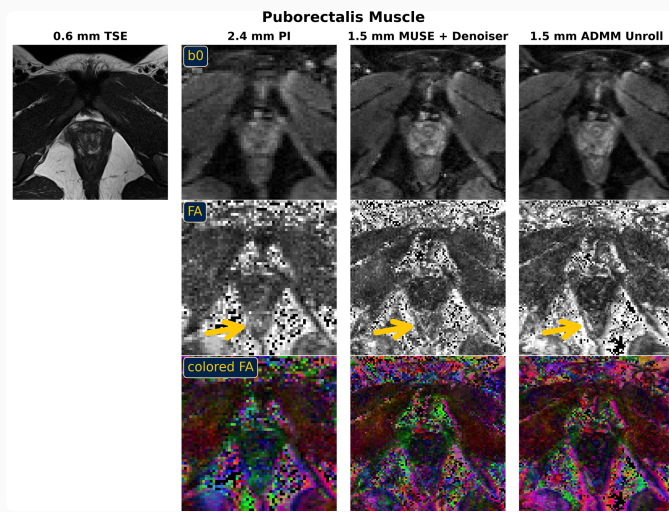 Puborectalis Muscle
0.6 mm TSE
2.4 mm PI
1.5 mm MUSE + Denoiser
1.5 mm ADMM Unroll
b0
FA
colored FA